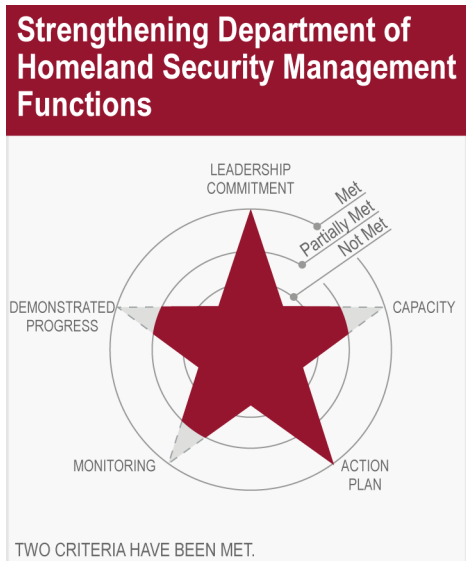 Strengthening Department of
Homeland Security Management
Functions
LEADERSHIP
COMMITMENT
Met
Partially Met
Not Met
DEMONSTRATED
PROGRESS
CAPACITY
MONITORING
ACTION
PLAN
TWO CRITERIA HAVE BEEN MET.